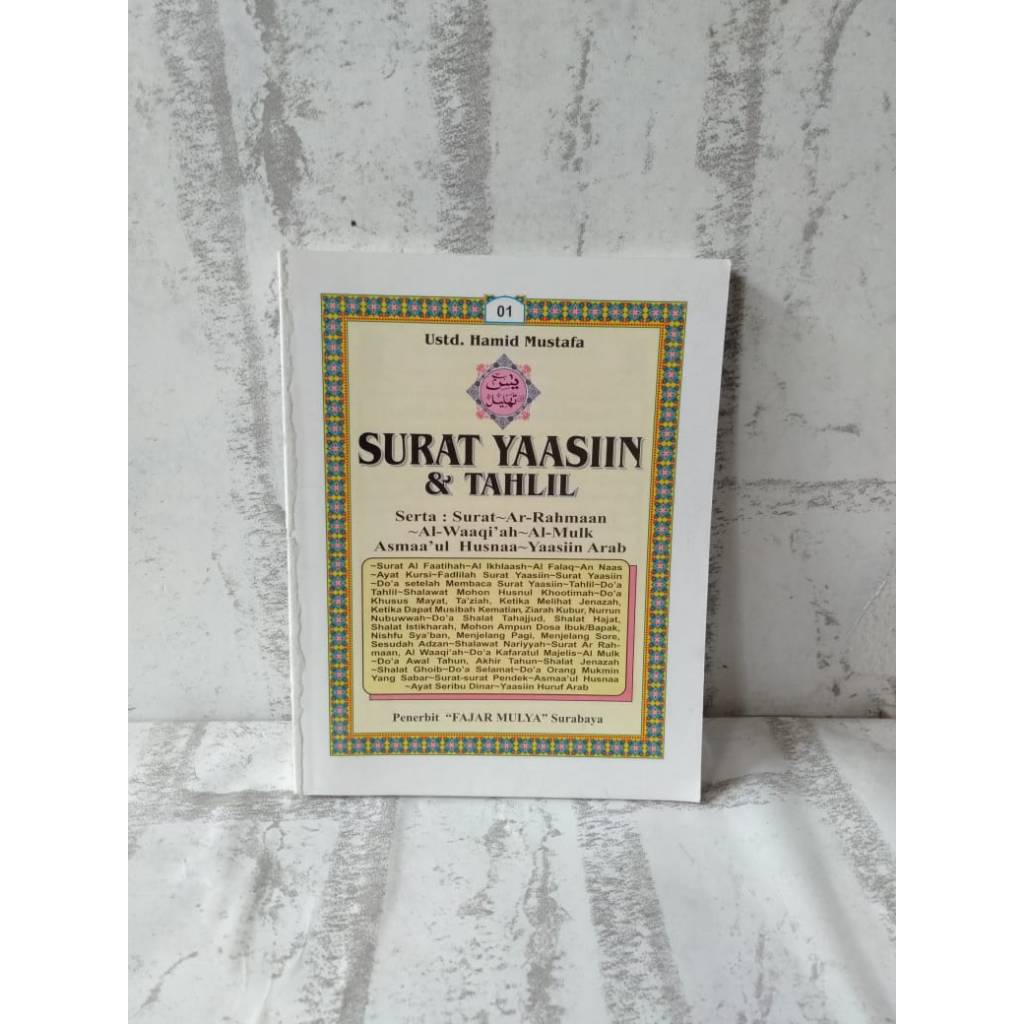 01
Ustd. Hamid Mustafa
يس
تهليل
SURAT YAASIIN
& TAHLIL
Serta : Surat~Ar-Rahmaan
~Al-Waaqi'ah~Al-Mulk
Asmaa'ul Husnaa~Yaasiin Arab
~Surat Al Faatihah~Al Ikhlaash~Al Falaq~An Naas
~Ayat Kursi~Fadlilah Surat Yaasiin~Surat Yaasiin
~Do'a setelah Membaca Surat Yaasiin~Tahlil~Do'a
Tahlil~Shalawat Mohon Husnul Khootimah~Do'a
Khusus Mayat, Ta'ziah, Ketika Melihat Jenazah,
Ketika Dapat Musibah Kematian, Ziarah Kubur, Nurrun
Nubuwwah~Do'a Shalat Tahajjud, Shalat Hajat,
Shalat Istikharah, Mohon Ampun Dosa Ibuk/Bapak,
Nishfu Sya'ban, Menjelang Pagi, Menjelang Sore,
Sesudah Adzan~Shalawat Nariyyah~Surat Ar Rah-
maan, Al Waaqi'ah~Do'a Kafaratul Majelis~Al Mulk
~Do'a Awal Tahun, Akhir Tahun~Shalat Jenazah
~Shalat Ghoib~Do'a Selamat~Do'a Orang Mukmin
Yang Sabar~Surat-surat Pendek~Asmaa'ul Husnaa
~Ayat Seribu Dinar~Yaasiin Huruf Arab
Penerbit "FAJAR MULYA" Surabaya